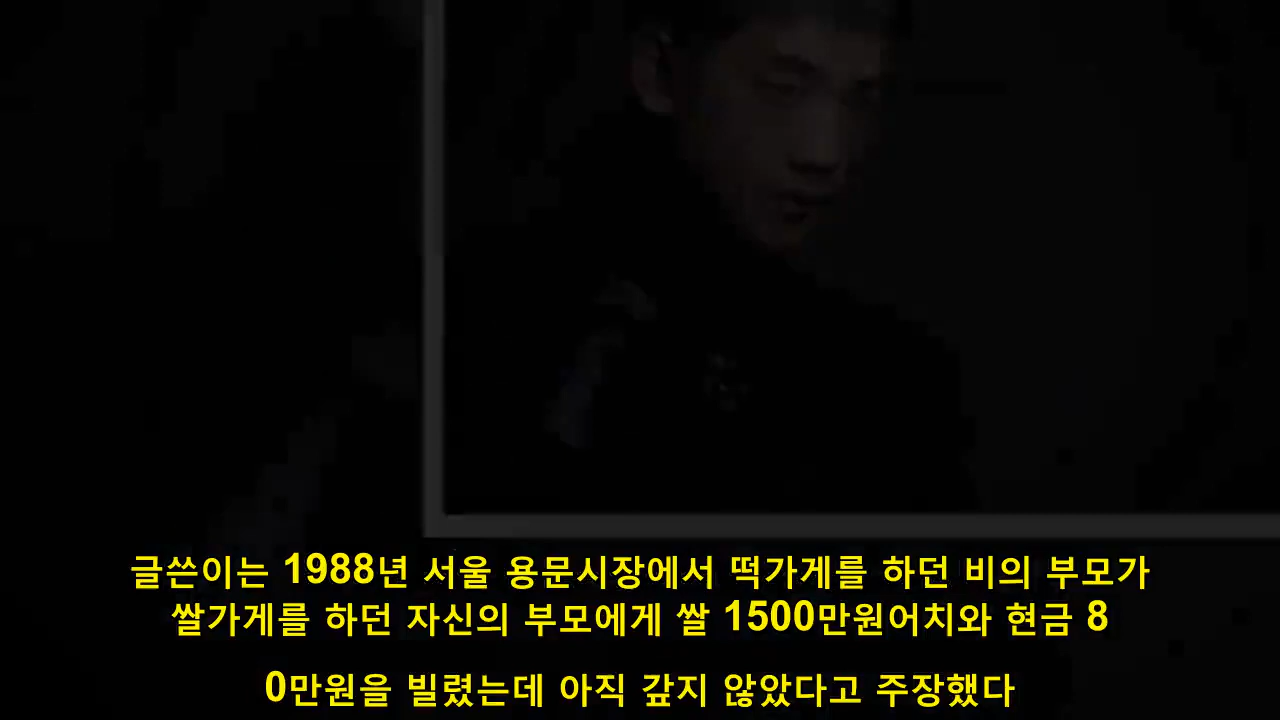 글쓴이는 1988년 서울 용문시장에서 떡가게를 하던 비의 부모가
쌀가게를 하던 자신의 부모에게 쌀 1500만원어치와 현금 8
0만원을 빌렸는데 아직 갚지 않았다고 주장했다